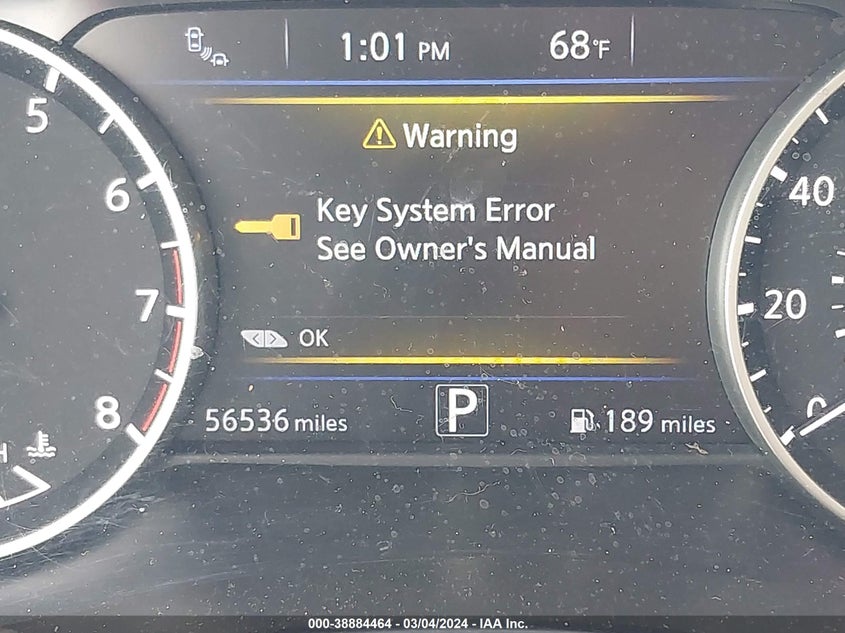 1:01 PM 68°F
Warning
Key System Error
See Owner's Manual
OK
56536 miles P 189 miles
5
6
7
8
H
40
20
0
000-38884464 - 03/04/2024 - IAA Inc.